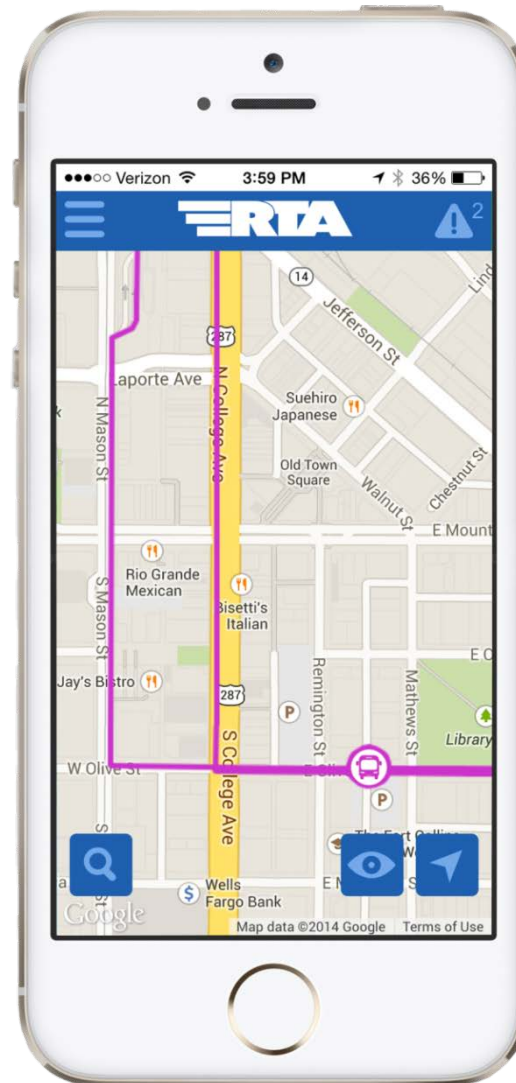 Verizon 3:59 PM 36%
RTA
2
14
Lind
Jefferson St
287
Laporte Ave
N College Ave
N Mason St
Suehiro
Japanese
Old Town
Square
Walnut St
Chestnut St
E Mount
Rio Grande
Mexican
S Mason St
Bisetti's
Italian
E O
Jay's Bistro
287
P
Remington St
Mathews St
Library
S College Ave
W Olive St
P
The Fort Collins
Wells
Fargo Bank
Google
Map data ©2014 Google Terms of Use